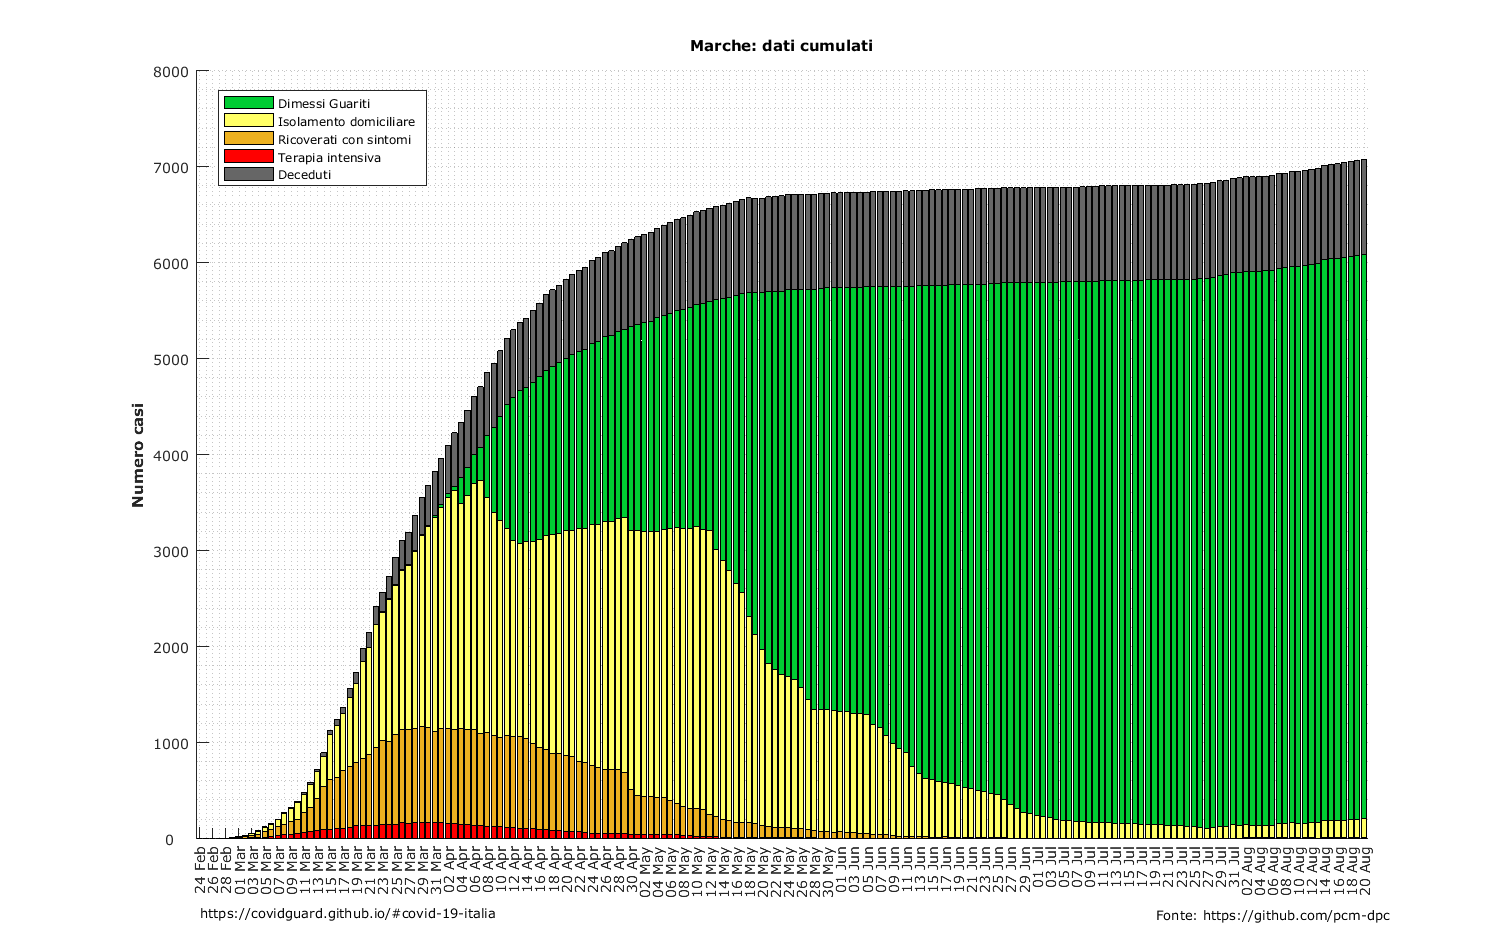 Marche: dati cumulati
8000
7000
6000
5000
4000
3000
2000
1000
0
Numero casi
Dimessi Guariti
Isolamento domiciliare
Ricoverati con sintomi
Terapia intensiva
Deceduti
24 Feb
26 Feb
28 Feb
01 Mar
03 Mar
05 Mar
07 Mar
09 Mar
11 Mar
13 Mar
15 Mar
17 Mar
19 Mar
21 Mar
23 Mar
25 Mar
27 Mar
29 Mar
31 Mar
02 Apr
04 Apr
06 Apr
08 Apr
10 Apr
12 Apr
14 Apr
16 Apr
18 Apr
20 Apr
22 Apr
24 Apr
26 Apr
28 Apr
30 Apr
02 May
04 May
06 May
08 May
10 May
12 May
14 May
16 May
18 May
20 May
22 May
24 May
26 May
28 May
30 May
01 Jun
03 Jun
05 Jun
07 Jun
09 Jun
11 Jun
13 Jun
15 Jun
17 Jun
19 Jun
21 Jun
23 Jun
25 Jun
27 Jun
29 Jun
01 Jul
03 Jul
05 Jul
07 Jul
09 Jul
11 Jul
13 Jul
15 Jul
17 Jul
19 Jul
21 Jul
23 Jul
25 Jul
27 Jul
29 Jul
31 Jul
02 Aug
04 Aug
06 Aug
08 Aug
10 Aug
12 Aug
14 Aug
16 Aug
18 Aug
20 Aug
https://covidguard.github.io/#covid-19-italia
Fonte: https://github.com/pcm-dpc